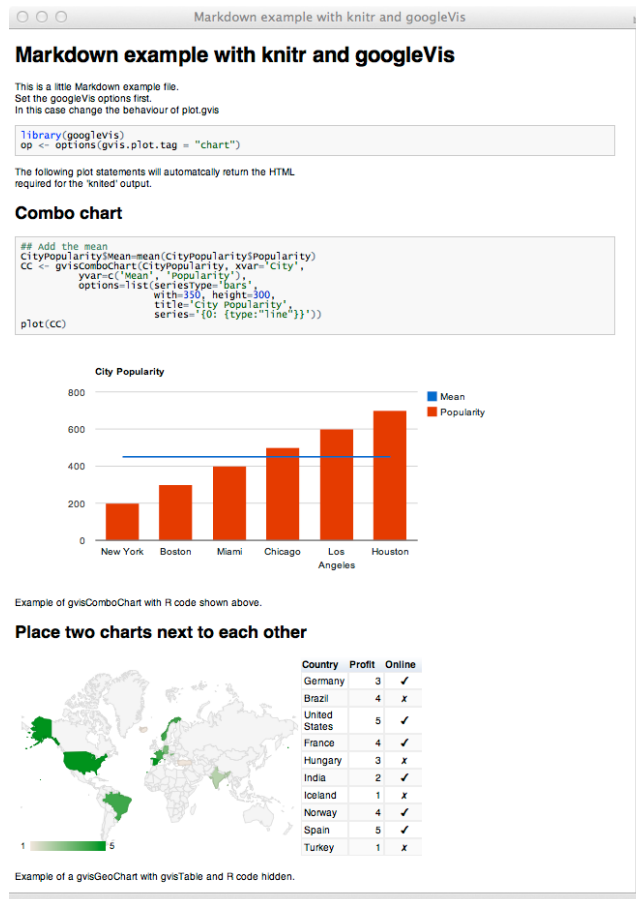 Markdown example with knitr and googleVis
Markdown example with knitr and googleVis
This is a little Markdown example file.
Set the googleVis options first.
In this case change the behaviour of plot.gvis
library(googleVis)
op <- options(gvis.plot.tag = "chart")
The following plot statements will automatcally return the HTML
required for the 'knited' output.
Combo chart
## Add the mean
CityPopularity$Mean=mean(CityPopularity$Popularity)
CC <- gvisComboChart(CityPopularity, xvar='City',
yvar=c('Mean', 'Popularity'),
options=list(seriesType='bars',
with=350, height=300,
title='City Popularity',
series='{0: {type:"line"}}'))
plot(CC)
City Popularity
800
600
400
200
0
Mean
Popularity
New York Boston Miami Chicago Los Houston
Angeles
Example of gvisComboChart with R code shown above.
Place two charts next to each other
Country Profit Online
Germany 3 ✓
Brazil 4 x
United
States 5 ✓
France 4 ✓
Hungary 3 x
India 2 ✓
Iceland 1 x
Norway 4 ✓
Spain 5 ✓
Turkey 1 x
1 5
Example of a gvisGeoChart with gvisTable and R code hidden.